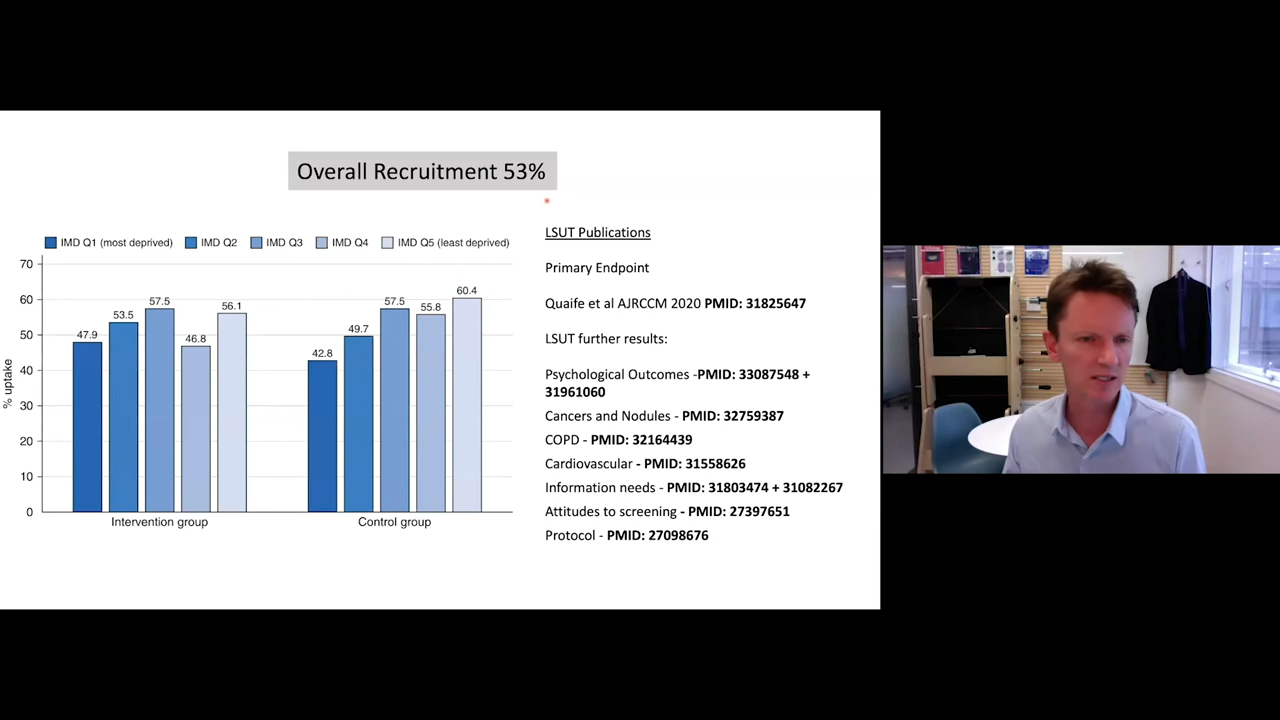 Overall Recruitment 53%
IMD Q1 (most deprived) IMD Q2 IMD Q3 IMD Q4 IMD Q5 (least deprived)
70
60
50
40
30
20
10
0
% uptake
47.9
53.5
57.5
46.8
56.1
42.8
49.7
57.5
55.8
60.4
Intervention group
Control group
LSUT Publications
Primary Endpoint
Quaife et al AJRCCM 2020 PMID: 31825647
LSUT further results:
Psychological Outcomes -PMID: 33087548 +
31961060
Cancers and Nodules - PMID: 32759387
COPD - PMID: 32164439
Cardiovascular - PMID: 31558626
Information needs - PMID: 31803474 + 31082267
Attitudes to screening - PMID: 27397651
Protocol - PMID: 27098676